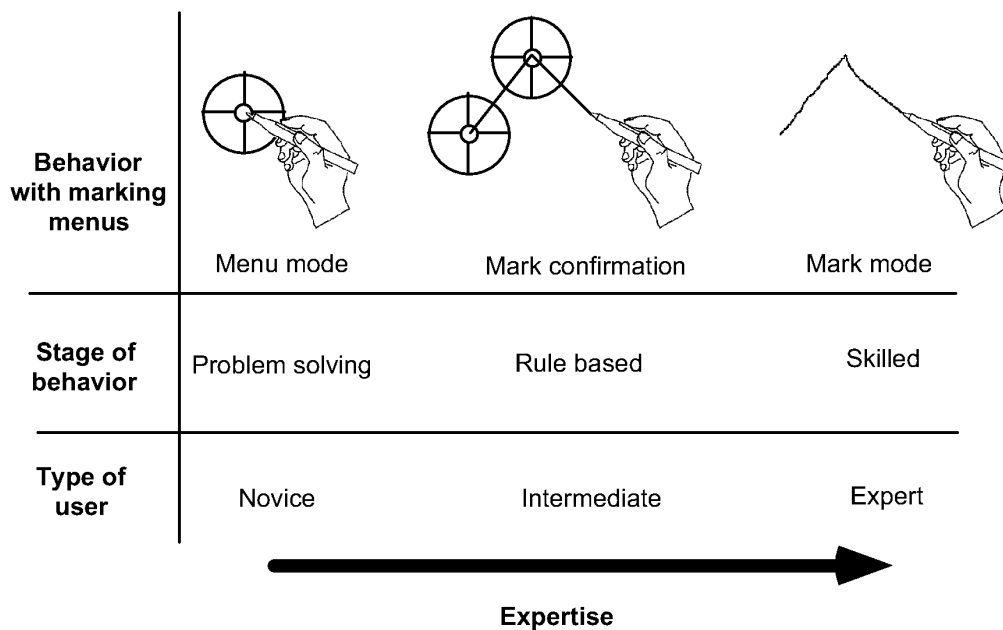 Behavior
with marking
menus
Menu mode
Mark confirmation
Mark mode
Stage of
behavior
Problem solving
Rule based
Skilled
Type of
user
Novice
Intermediate
Expert
Expertise